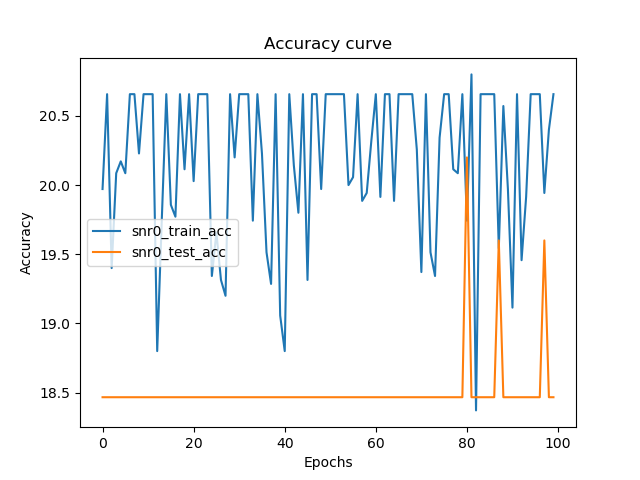 Accuracy curve
Accuracy
20.5
20.0
19.5
19.0
18.5
snr0_train_acc
snr0_test_acc
0 20 40 60 80 100
Epochs